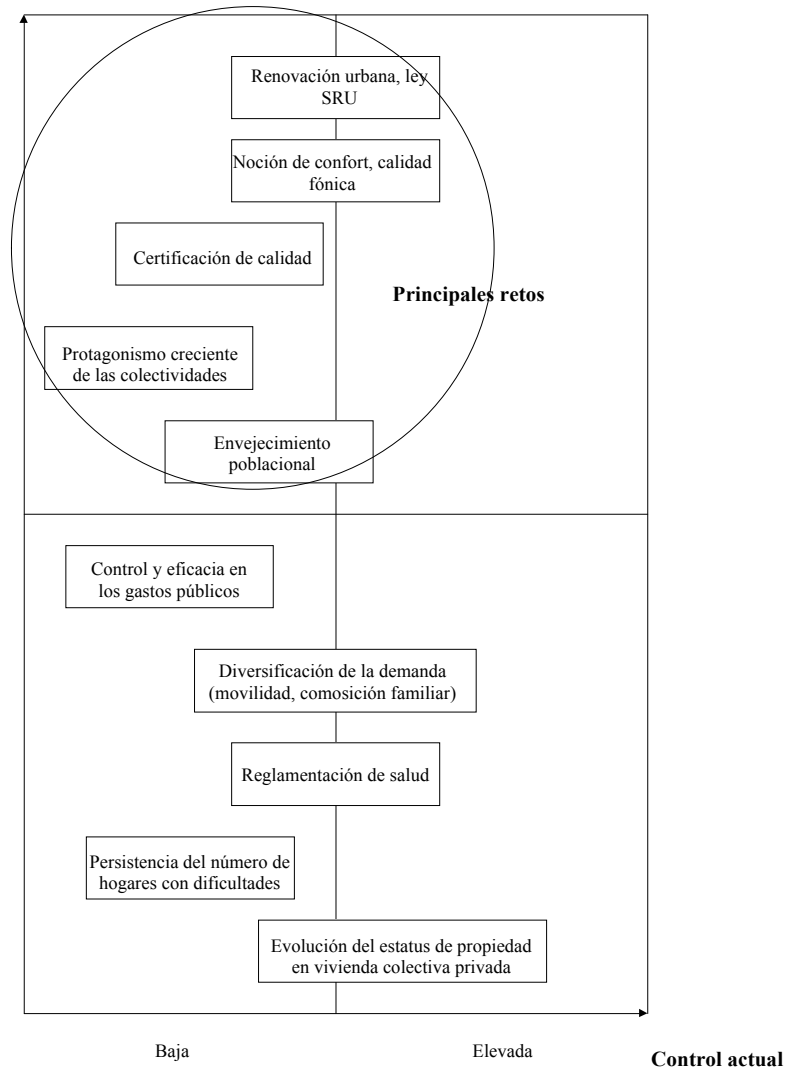 Renovación urbana, ley
SRU
Noción de confort, calidad
fónica
Certificación de calidad
Principales retos
Protagonismo creciente
de las colectividades
Envejecimiento
poblacional
Control y eficacia en
los gastos públicos
Diversificación de la demanda
(movilidad, comosición familiar)
Reglamentación de salud
Persistencia del número de
hogares con dificultades
Evolución del estatus de propiedad
en vivienda colectiva privada
Baja
Elevada
Control actual